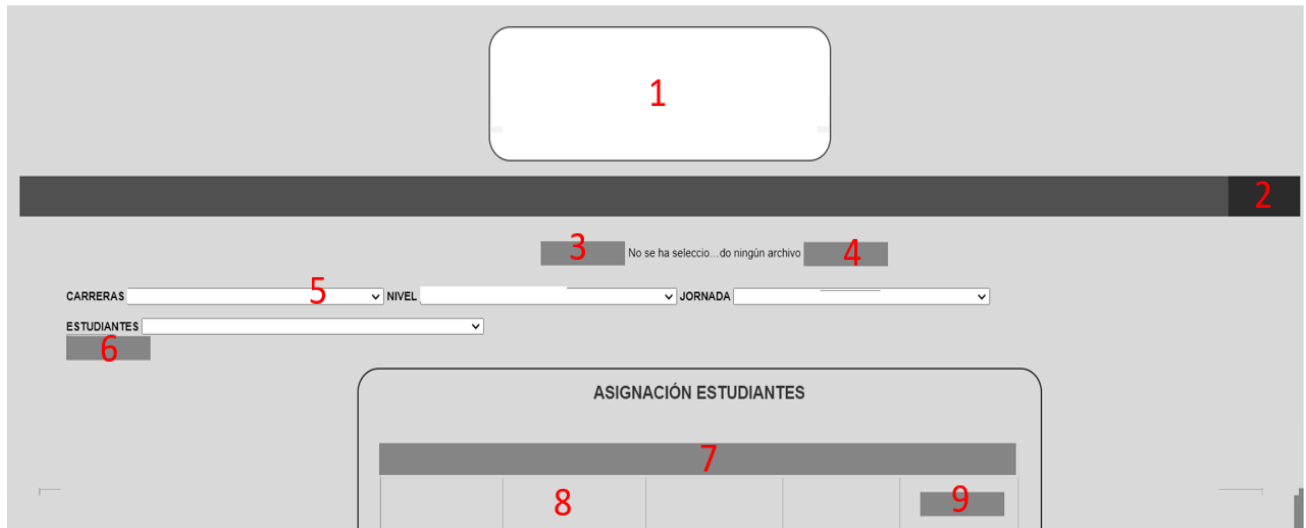 1
2
3 No se ha seleccio...do ningún archivo 4
CARRERAS 5 NIVEL JORNADA
ESTUDIANTES
6
ASIGNACIÓN ESTUDIANTES
7
8 9